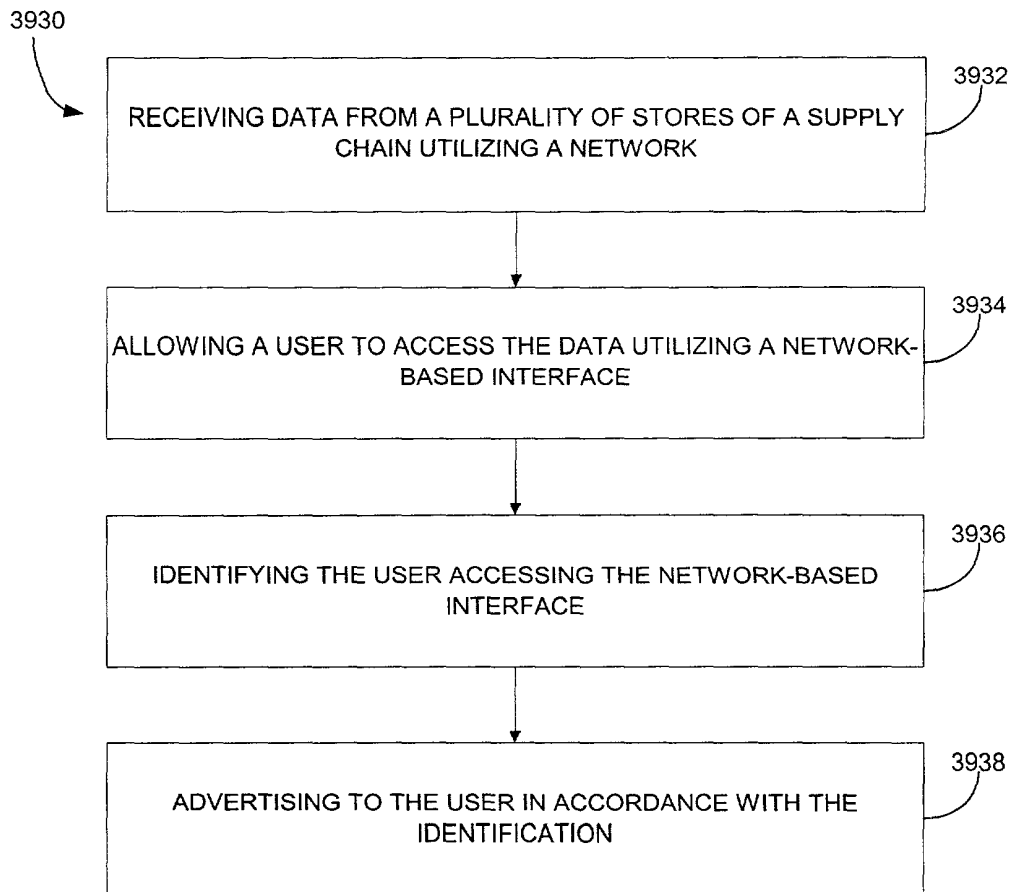 3930
3932
RECEIVING DATA FROM A PLURALITY OF STORES OF A SUPPLY
CHAIN UTILIZING A NETWORK
3934
ALLOWING A USER TO ACCESS THE DATA UTILIZING A NETWORK-
BASED INTERFACE
3936
IDENTIFYING THE USER ACCESSING THE NETWORK-BASED
INTERFACE
3938
ADVERTISING TO THE USER IN ACCORDANCE WITH THE
IDENTIFICATION